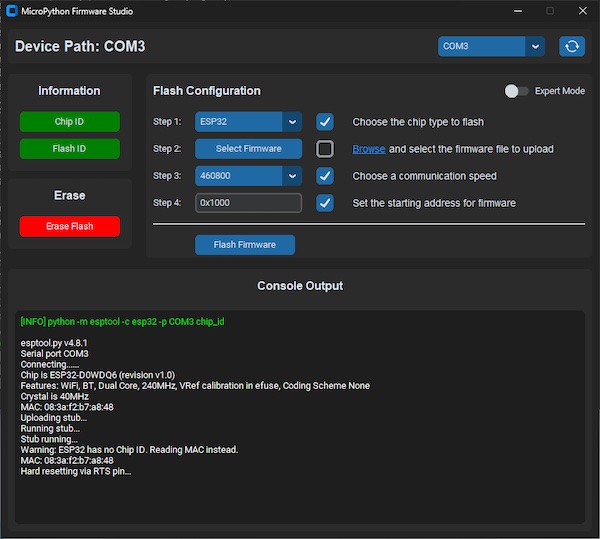 MicroPython Firmware Studio
Device Path: COM3
COM3
Information
Chip ID
Flash ID
Erase
Erase Flash
Flash Configuration
Expert Mode
Step 1: ESP32 Choose the chip type to flash
Step 2: Select Firmware Browse and select the firmware file to upload
Step 3: 460800 Choose a communication speed
Step 4: 0x1000 Set the starting address for firmware
Flash Firmware
Console Output
[INFO] python -m esptool -c esp32 -p COM3 chip_id
esptool.py v4.8.1
Serial port COM3
Connecting......
Chip is ESP32-D0WDQ6 (revision v1.0)
Features: WiFi, BT, Dual Core, 240MHz, VRef calibration in efuse, Coding Scheme None
Crystal is 40MHz
MAC: 08:3a:f2:b7:a8:48
Uploading stub...
Running stub...
Stub running...
Warning: ESP32 has no Chip ID. Reading MAC instead.
MAC: 08:3a:f2:b7:a8:48
Hard resetting via RTS pin...